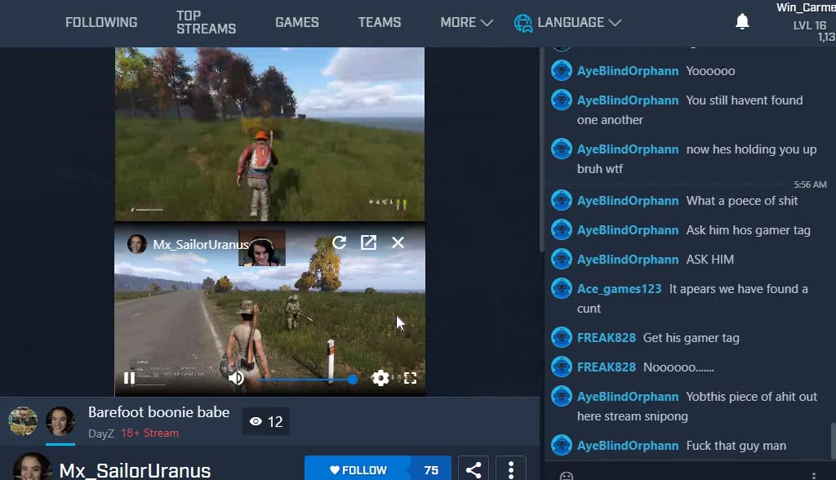 FOLLOWING
TOP
STREAMS
GAMES
TEAMS
MORE
LANGUAGE
Win_Carme
LVL 16
1,13
AyeBlindOrphann Yoooooo
AyeBlindOrphann You still havent found
one another
AyeBlindOrphann now hes holding you up
bruh wtf
5:56 AM
AyeBlindOrphann What a poece of shit
AyeBlindOrphann Ask him hos gamer tag
AyeBlindOrphann ASK HIM
Ace_games123 It apears we have found a
cunt
FREAK828 Get his gamer tag
FREAK828 Noooooo.......
AyeBlindOrphann Yobthis piece of ahit out
here stream snipong
AyeBlindOrphann Fuck that guy man
Mx_SailorUranus
Barefoot boonie babe
12
DayZ 18+ Stream
Mx_SailorUranus
FOLLOW 75